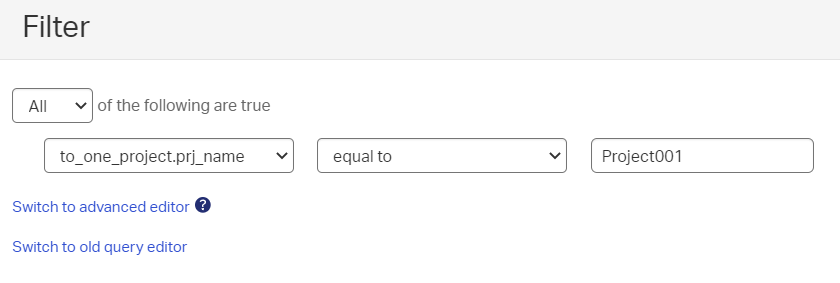 Filter
All of the following are true
to_one_project.prj_name equal to Project001
Switch to advanced editor ?
Switch to old query editor